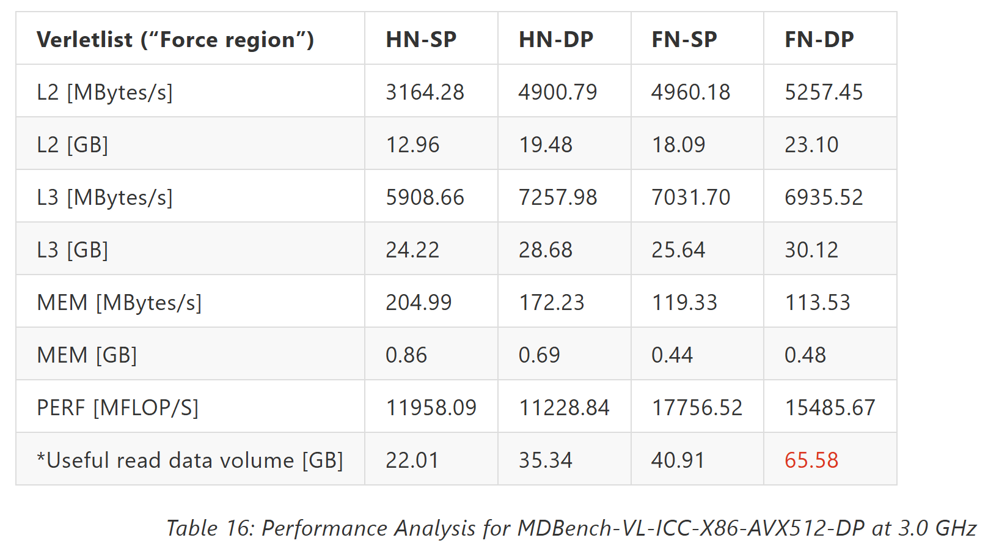 Verletlist (“Force region”) HN-SP HN-DP FN-SP FN-DP
L2 [MBytes/s] 3164.28 4900.79 4960.18 5257.45
L2 [GB] 12.96 19.48 18.09 23.10
L3 [MBytes/s] 5908.66 7257.98 7031.70 6935.52
L3 [GB] 24.22 28.68 25.64 30.12
MEM [MBytes/s] 204.99 172.23 119.33 113.53
MEM [GB] 0.86 0.69 0.44 0.48
PERF [MFLOP/S] 11958.09 11228.84 17756.52 15485.67
*Useful read data volume [GB] 22.01 35.34 40.91 65.58
Table 16: Performance Analysis for MDBench-VL-ICC-X86-AVX512-DP at 3.0 GHz